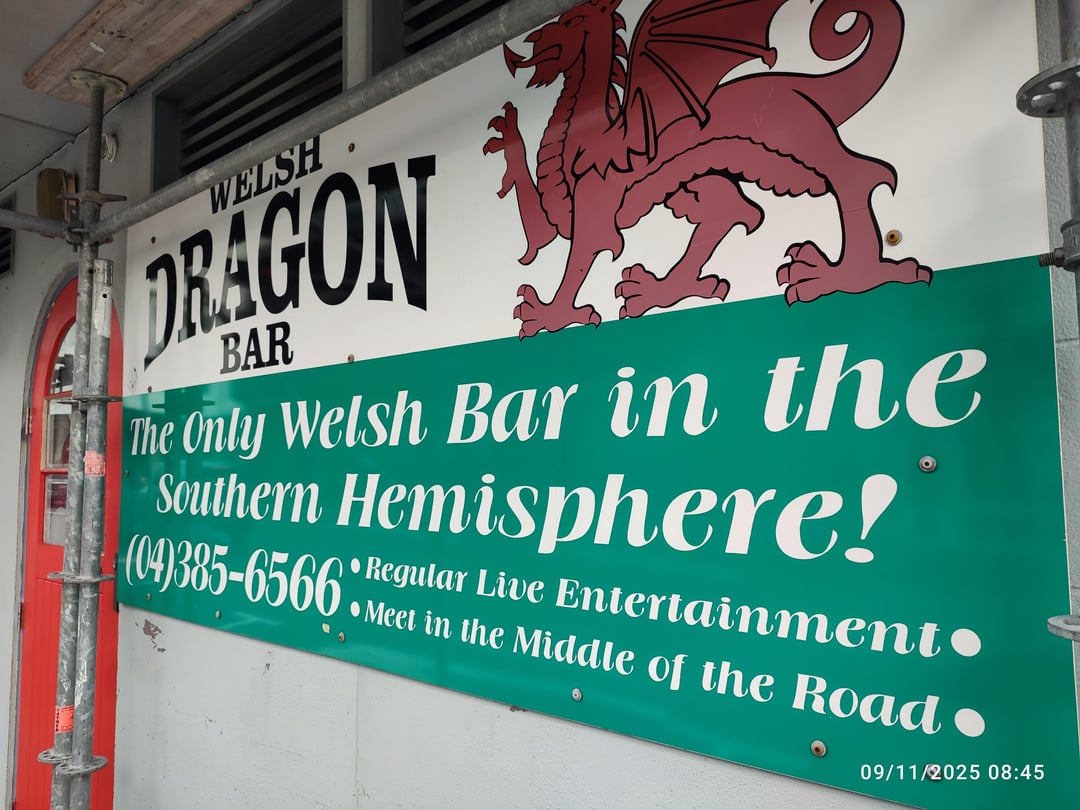 WELSH
DRAGON
BAR
The Only Welsh Bar in the
Southern Hemisphere!
(04)385-6566
• Regular Live Entertainment •
• Meet in the Middle of the Road •
09/11/2025 08:45